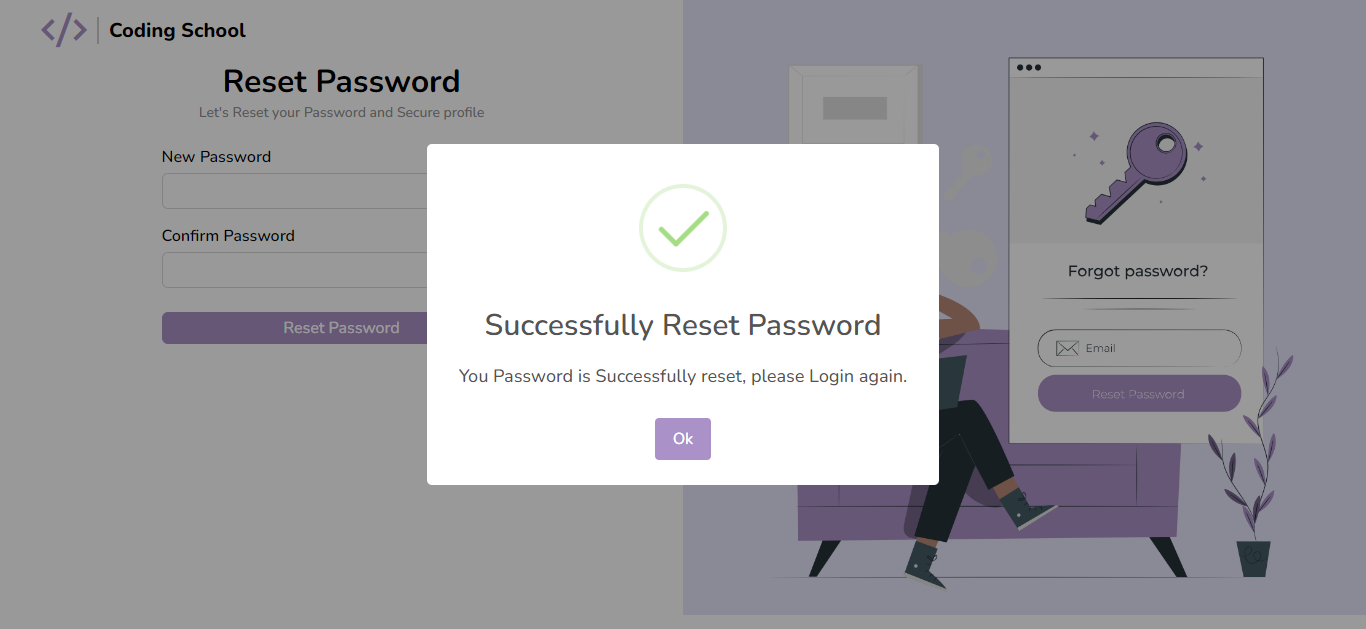 Coding School
Reset Password
Let's Reset your Password and Secure profile
New Password
Confirm Password
Reset Password
Successfully Reset Password
You Password is Successfully reset, please Login again.
Ok
Forgot password?
Email
Reset Password